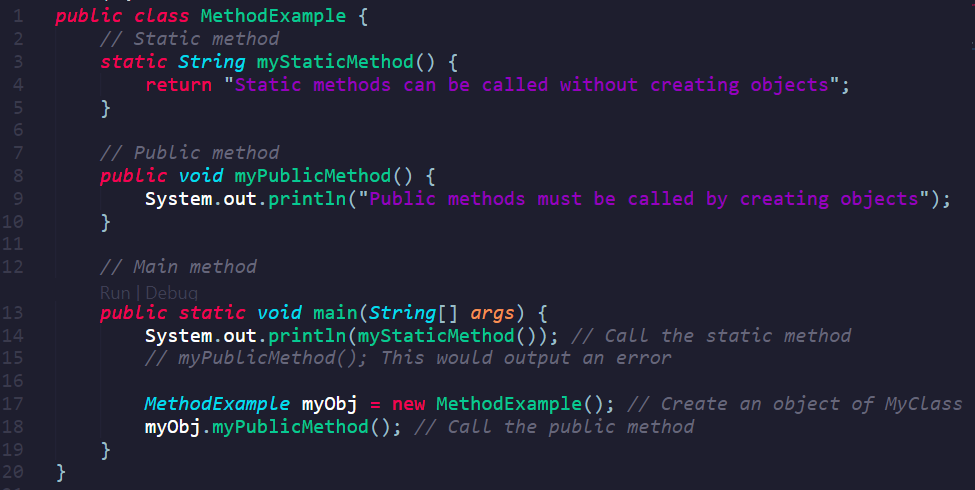 1 public class MethodExample {
2 // Static method
3 static String myStaticMethod() {
4 return "Static methods can be called without creating objects";
5 }
6
7 // Public method
8 public void myPublicMethod() {
9 System.out.println("Public methods must be called by creating objects");
10 }
11
12 // Main method
Run | Debug
13 public static void main(String[] args) {
14 System.out.println(myStaticMethod()); // Call the static method
15 // myPublicMethod(); This would output an error
16
17 MethodExample myObj = new MethodExample(); // Create an object of MyClass
18 myObj.myPublicMethod(); // Call the public method
19 }
20 }